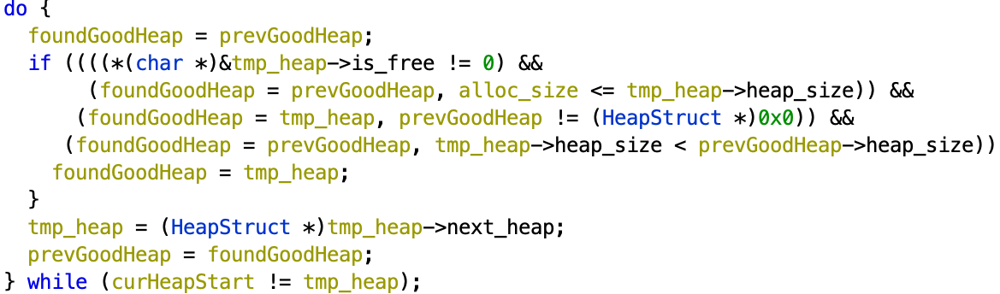 do {
foundGoodHeap = prevGoodHeap;
if ((((*(char *)&tmp_heap->is_free != 0) &&
(foundGoodHeap = prevGoodHeap, alloc_size <= tmp_heap->heap_size)) &&
(foundGoodHeap = tmp_heap, prevGoodHeap != (HeapStruct *)0x0)) &&
(foundGoodHeap = prevGoodHeap, tmp_heap->heap_size < prevGoodHeap->heap_size))
foundGoodHeap = tmp_heap;
}
tmp_heap = (HeapStruct *)tmp_heap->next_heap;
prevGoodHeap = foundGoodHeap;
} while (curHeapStart != tmp_heap);